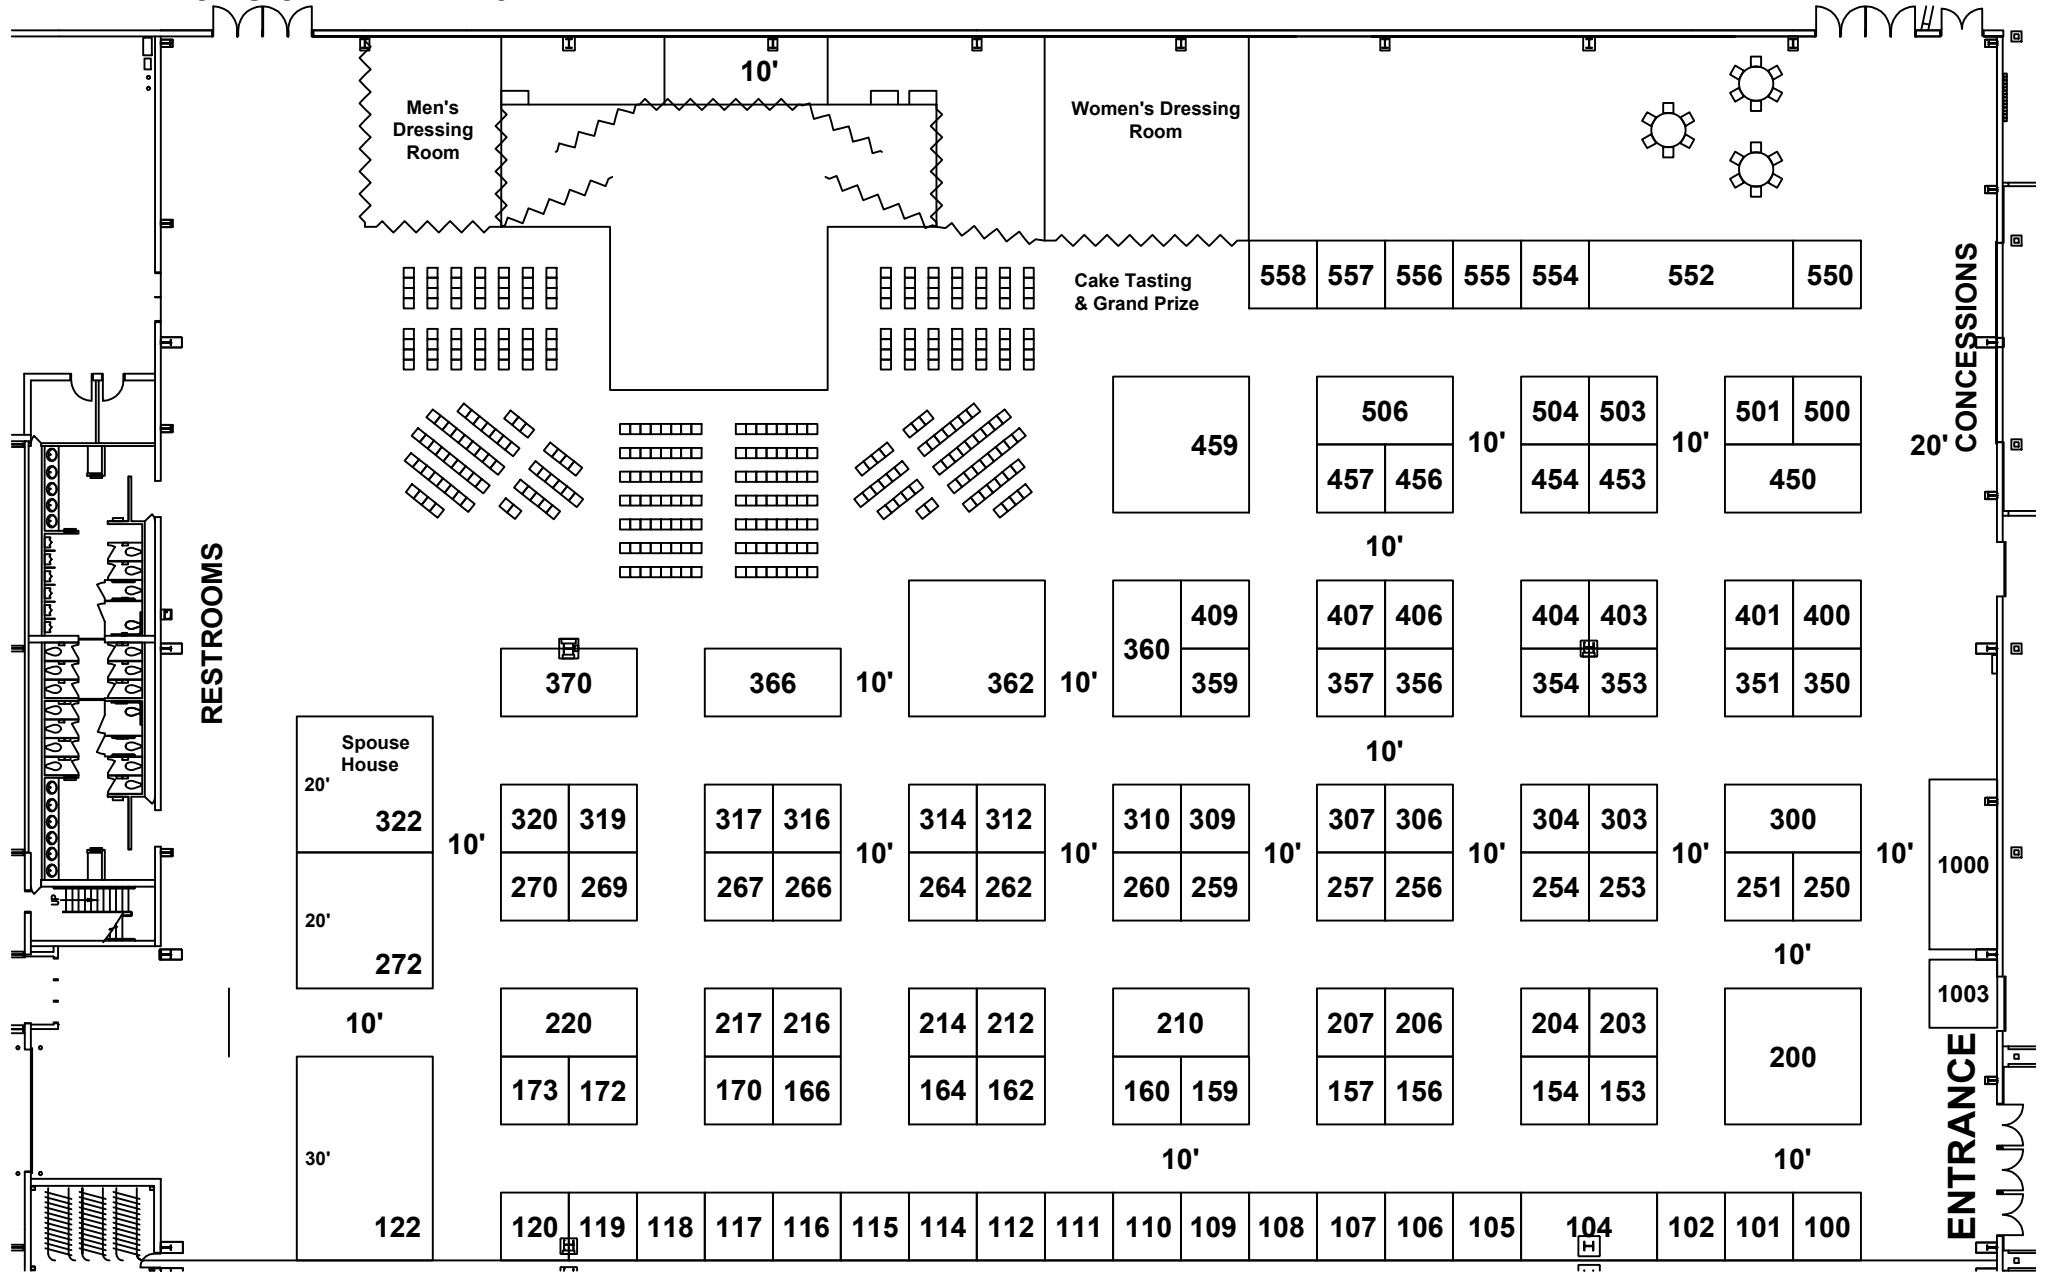 10'
Men's
Dressing
Room
Women's Dressing
Room
Cake Tasting
& Grand Prize
558 557 556 555 554 552 550
CONCESSIONS
506 504 503 501 500
459 10' 10' 20'
457 456 454 453 450
10'
RESTROOMS
409 407 406 404 403 401 400
360
370 366 10' 362 10' 359 357 356 354 353 351 350
Spouse
House
10'
20'
322 320 319 317 316 314 312 310 309 307 306 304 303 300
10' 10' 10' 10' 10' 10' 10' 1000
270 269 267 266 264 262 260 259 257 256 254 253 251 250
UP
20'
272
10'
1003
10' 220 217 216 214 212 210 207 206 204 203
200
173 172 170 166 164 162 160 159 157 156 154 153
ENTRANCE
30' 10' 10'
122 120 119 118 117 116 115 114 112 111 110 109 108 107 106 105 104 102 101 100